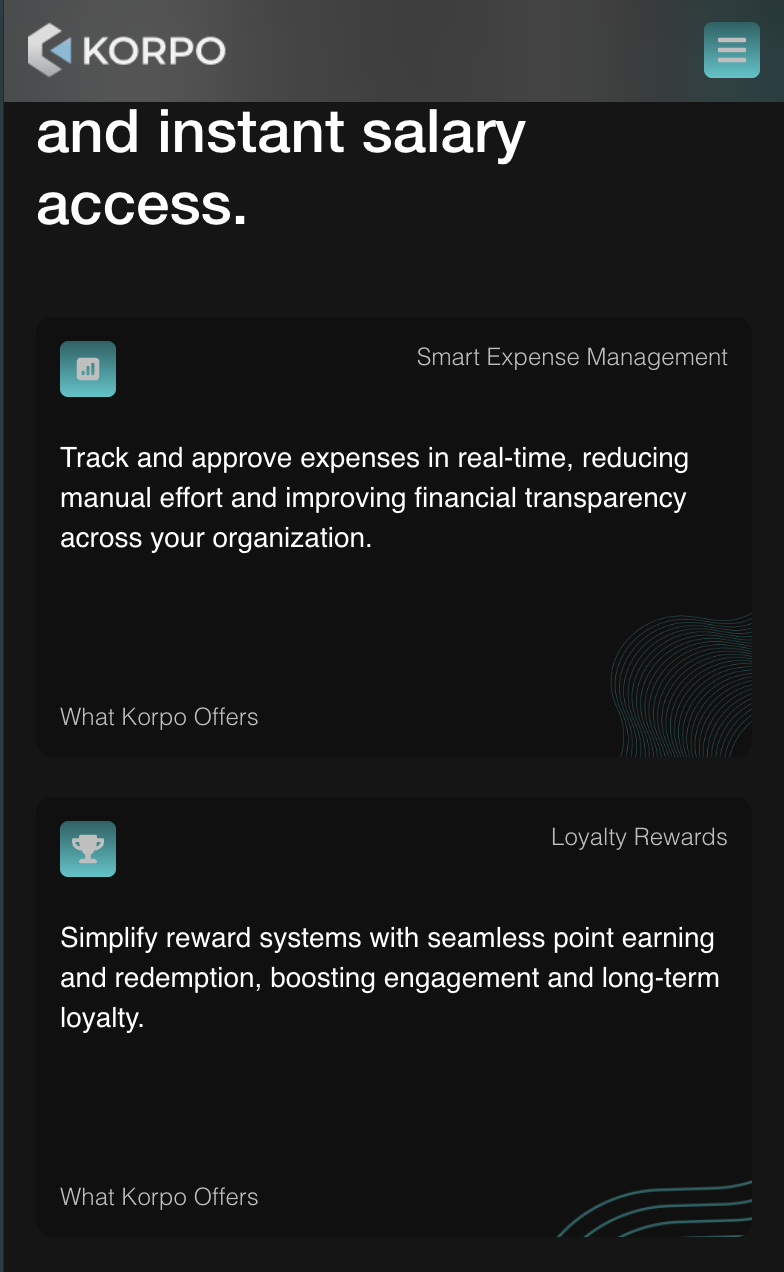 KORPO
and instant salary
access.
Smart Expense Management
Track and approve expenses in real-time, reducing
manual effort and improving financial transparency
across your organization.
What Korpo Offers
Loyalty Rewards
Simplify reward systems with seamless point earning
and redemption, boosting engagement and long-term
loyalty.
What Korpo Offers